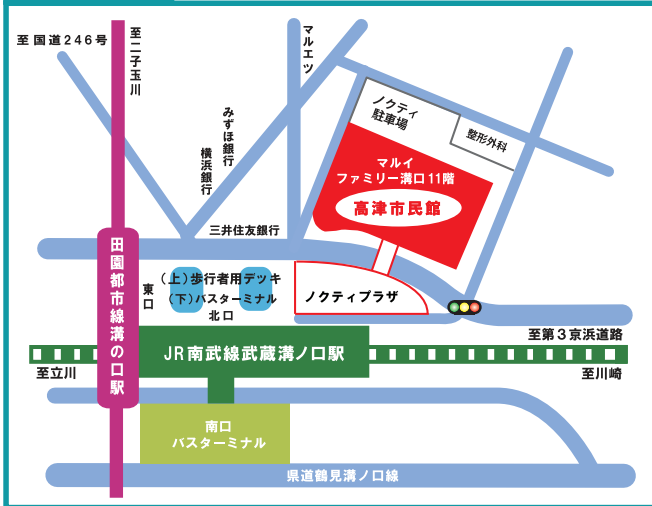 至国道246号
至二子玉川
マルエツ
みずほ銀行
横浜銀行
ノクティ
駐車場
整形外科
マルイ
ファミリー溝口11階
高津市民館
三井住友銀行
田園都市線溝の口駅
東口
(上)歩行者用デッキ
(下)バスターミナル
北口
ノクティプラザ
至第3京浜道路
JR南武線武蔵溝ノ口駅
至立川
至川崎
南口
バスターミナル
県道鶴見溝ノ口線